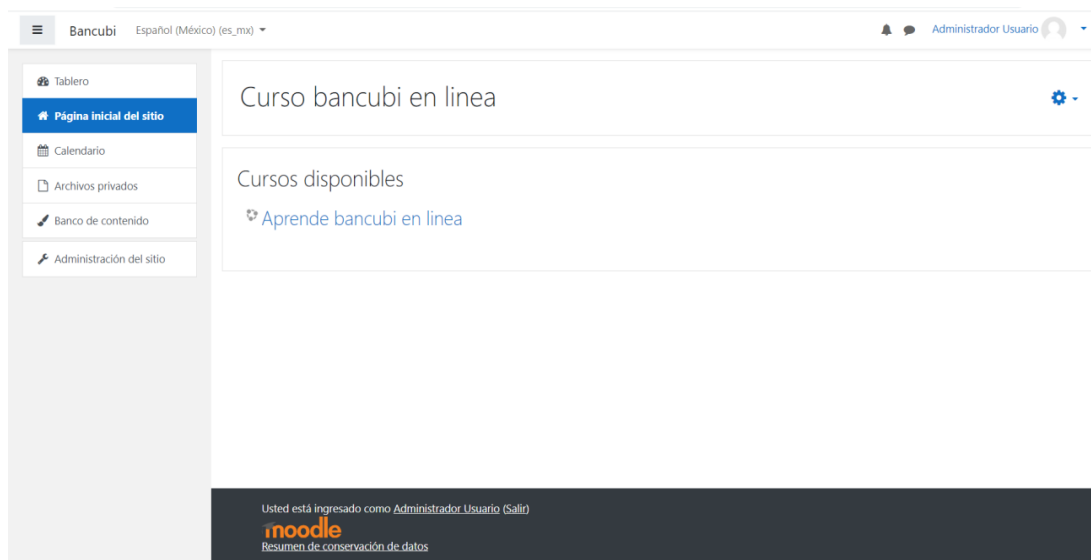 Bancubi Español (México) (es_mx)
Administrador Usuario
Tablero
Página inicial del sitio
Calendario
Archivos privados
Banco de contenido
Administración del sitio
Curso bancubi en linea
Cursos disponibles
Aprende bancubi en linea
Usted está ingresado como Administrador Usuario (Salir)
moodle
Resumen de conservación de datos